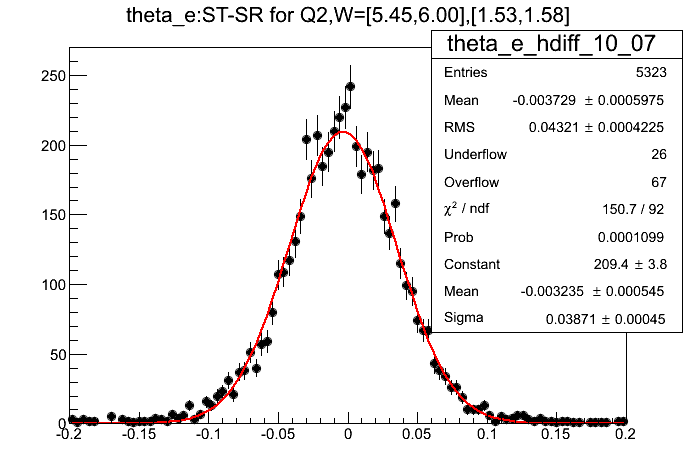 theta_e:ST-SR for Q2,W=[5.45,6.00],[1.53,1.58]
theta_e_hdiff_10_07
Entries 5323
Mean -0.003729 ± 0.0005975
RMS 0.04321 ± 0.0004225
Underflow 26
Overflow 67
χ² / ndf 150.7 / 92
Prob 0.0001099
Constant 209.4 ± 3.8
Mean -0.003235 ± 0.000545
Sigma 0.03871 ± 0.00045
250
200
150
100
50
0
-0.2 -0.15 -0.1 -0.05 0 0.05 0.1 0.15 0.2